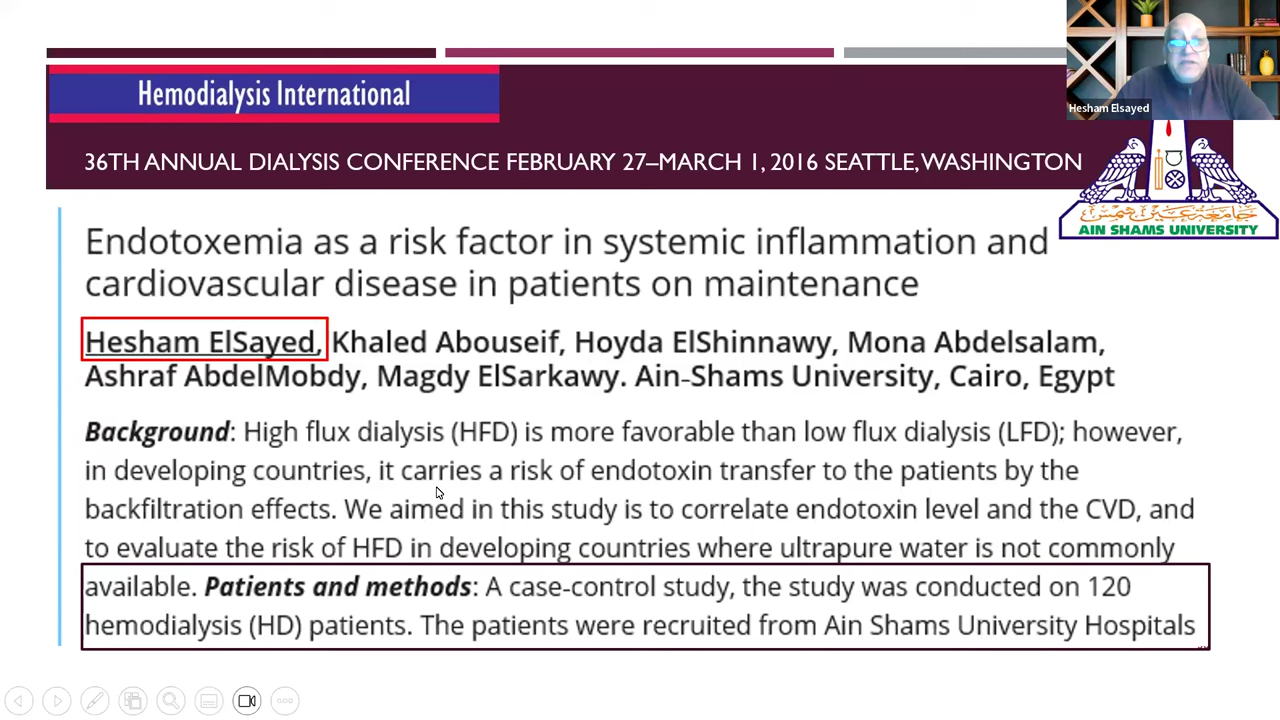 Hemodialysis International
Hesham Elsayed
36TH ANNUAL DIALYSIS CONFERENCE FEBRUARY 27–MARCH 1, 2016 SEATTLE, WASHINGTON
جامعة عين شمس
AIN SHAMS UNIVERSITY
Endotoxemia as a risk factor in systemic inflammation and
cardiovascular disease in patients on maintenance
Hesham ElSayed, Khaled Abouseif, Hoyda ElShinnawy, Mona Abdelsalam,
Ashraf AbdelMobdy, Magdy ElSarkawy. Ain-Shams University, Cairo, Egypt
Background: High flux dialysis (HFD) is more favorable than low flux dialysis (LFD); however,
in developing countries, it carries a risk of endotoxin transfer to the patients by the
backfiltration effects. We aimed in this study is to correlate endotoxin level and the CVD, and
to evaluate the risk of HFD in developing countries where ultrapure water is not commonly
available. Patients and methods: A case-control study, the study was conducted on 120
hemodialysis (HD) patients. The patients were recruited from Ain Shams University Hospitals